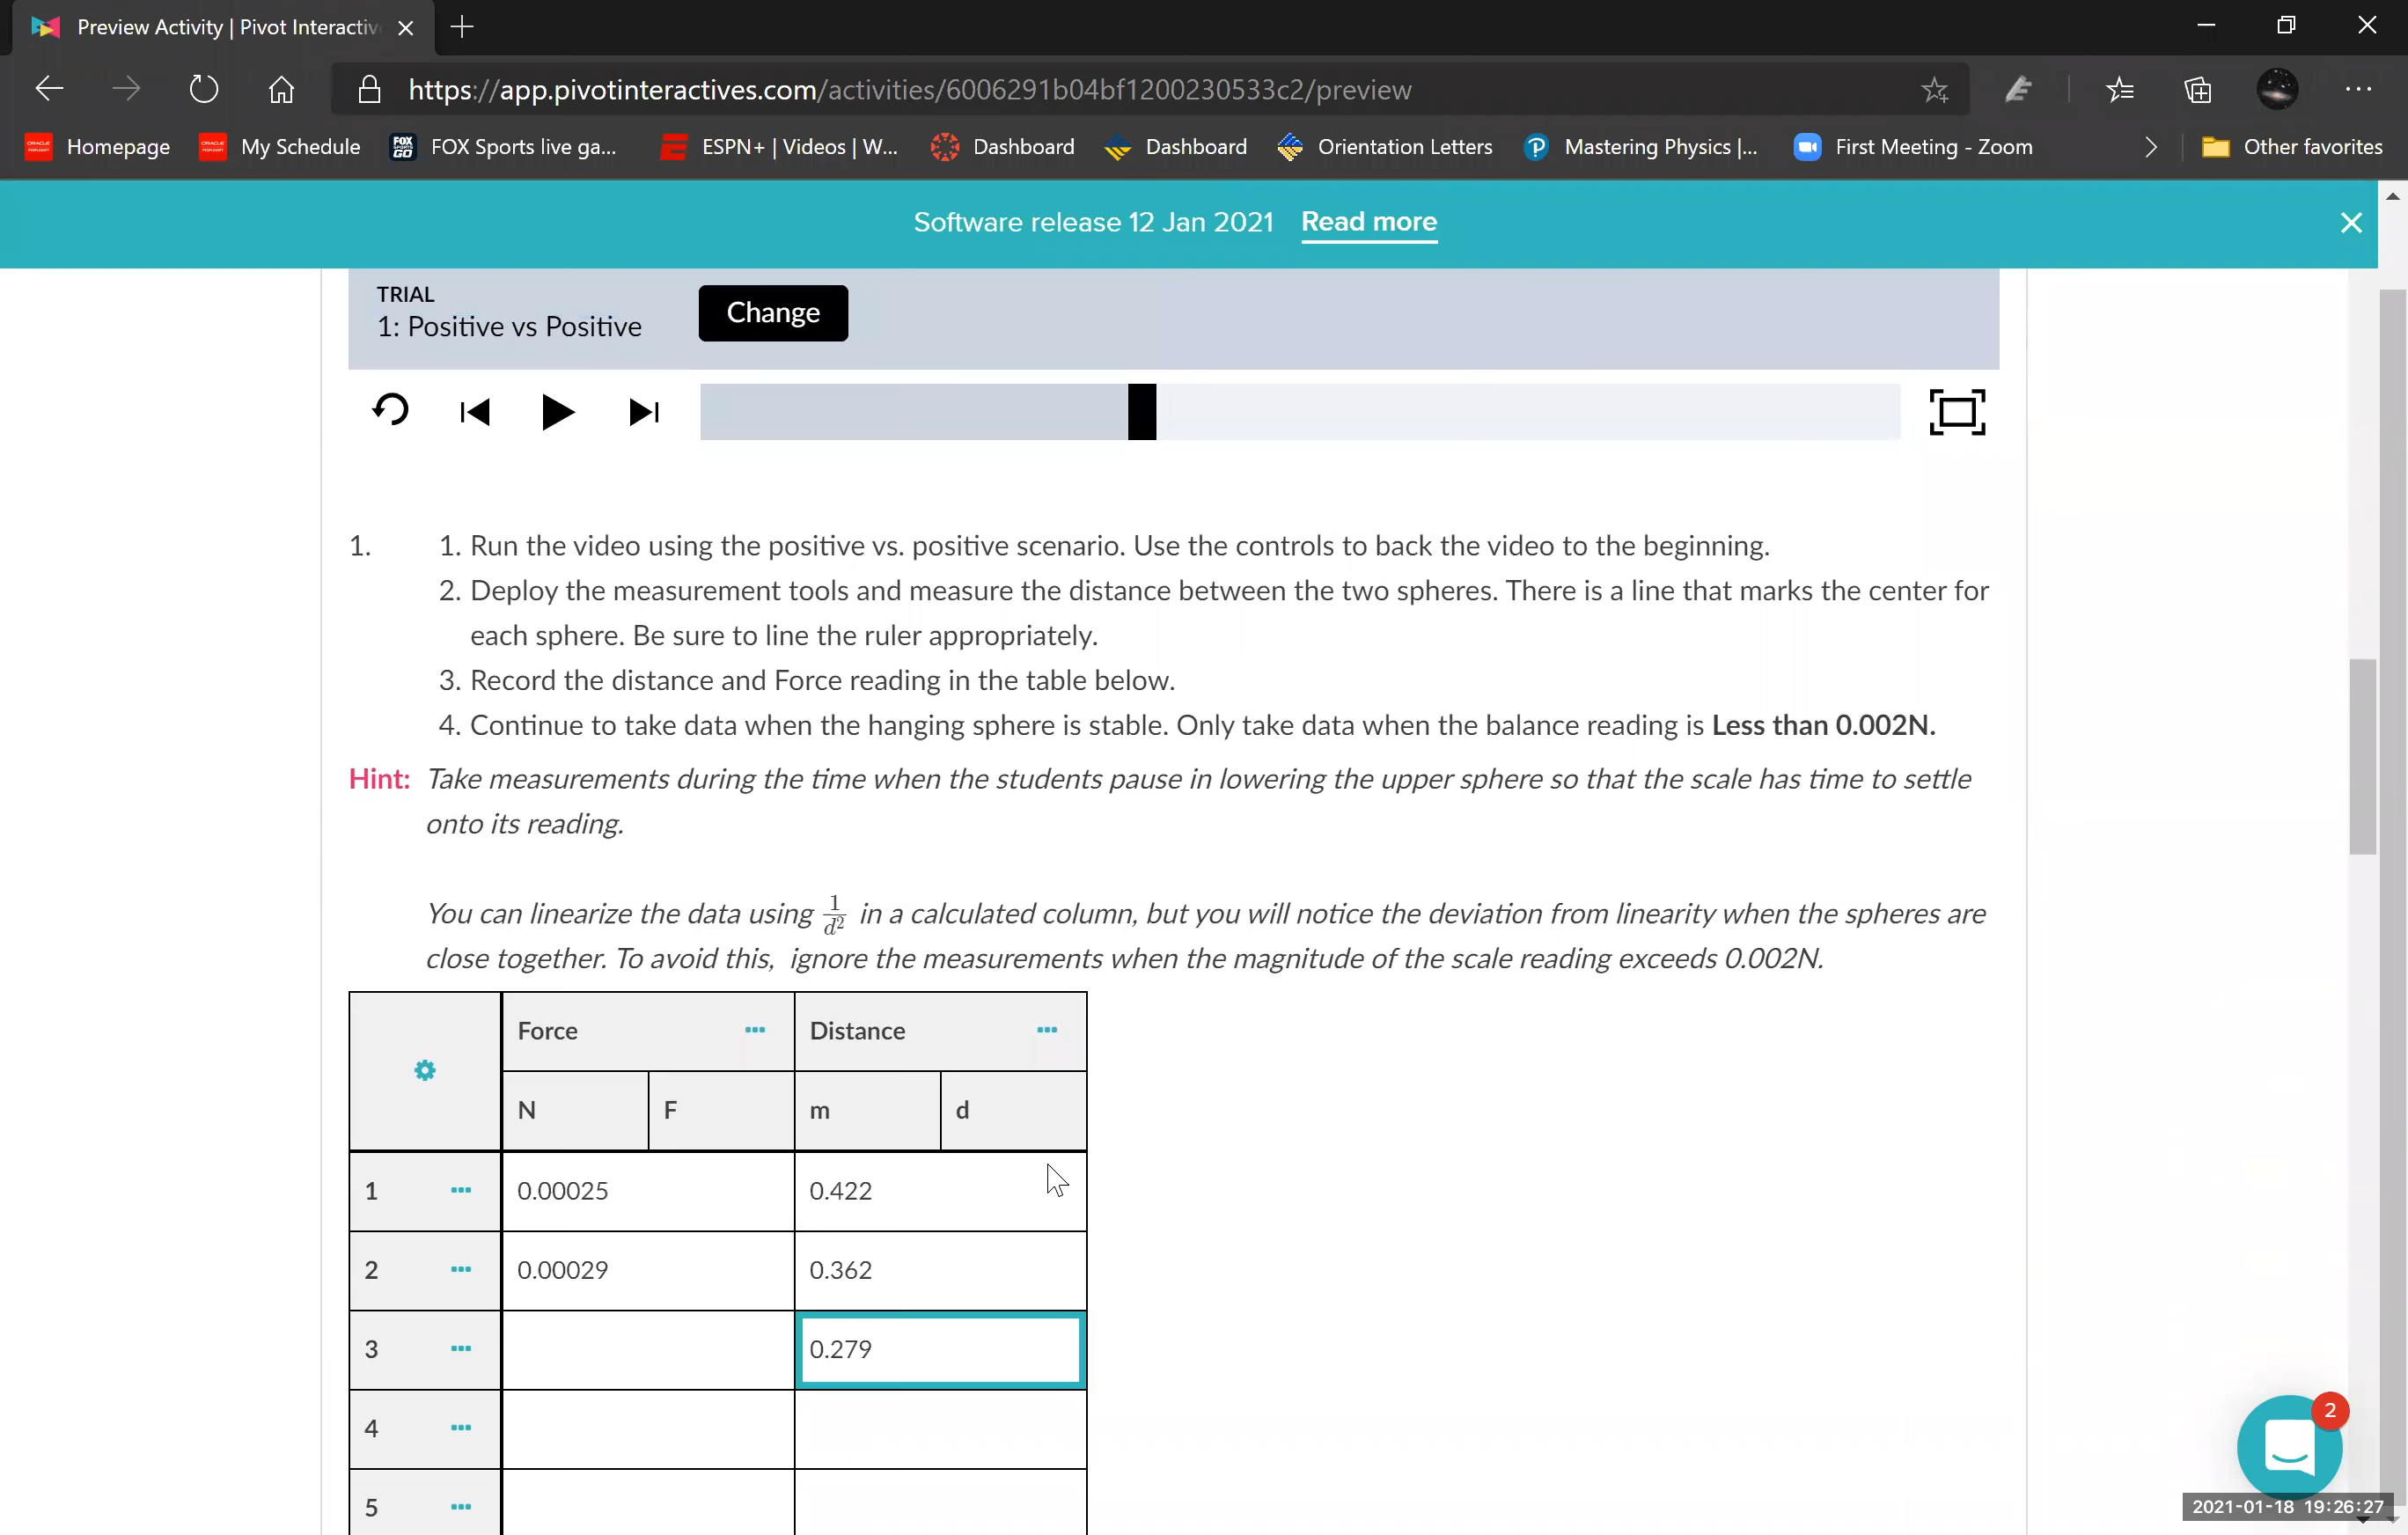 Preview Activity | Pivot Interactiv
https://app.pivotinteractives.com/activities/6006291b04bf1200230533c2/preview
Homepage My Schedule FOX Sports live ga... ESPN+ | Videos | W... Dashboard Dashboard Orientation Letters Mastering Physics |... First Meeting - Zoom Other favorites
Software release 12 Jan 2021 Read more
TRIAL
1: Positive vs Positive
Change
1. 1. Run the video using the positive vs. positive scenario. Use the controls to back the video to the beginning.
2. Deploy the measurement tools and measure the distance between the two spheres. There is a line that marks the center for
each sphere. Be sure to line the ruler appropriately.
3. Record the distance and Force reading in the table below.
4. Continue to take data when the hanging sphere is stable. Only take data when the balance reading is Less than 0.002N.
Hint: Take measurements during the time when the students pause in lowering the upper sphere so that the scale has time to settle
onto its reading.
You can linearize the data using 1/d² in a calculated column, but you will notice the deviation from linearity when the spheres are
close together. To avoid this, ignore the measurements when the magnitude of the scale reading exceeds 0.002N.
Force ... Distance ...
N F m d
1 ... 0.00025 0.422
2 ... 0.00029 0.362
3 ... 0.279
4 ...
5 ...
2
2021-01-18 19:26:27